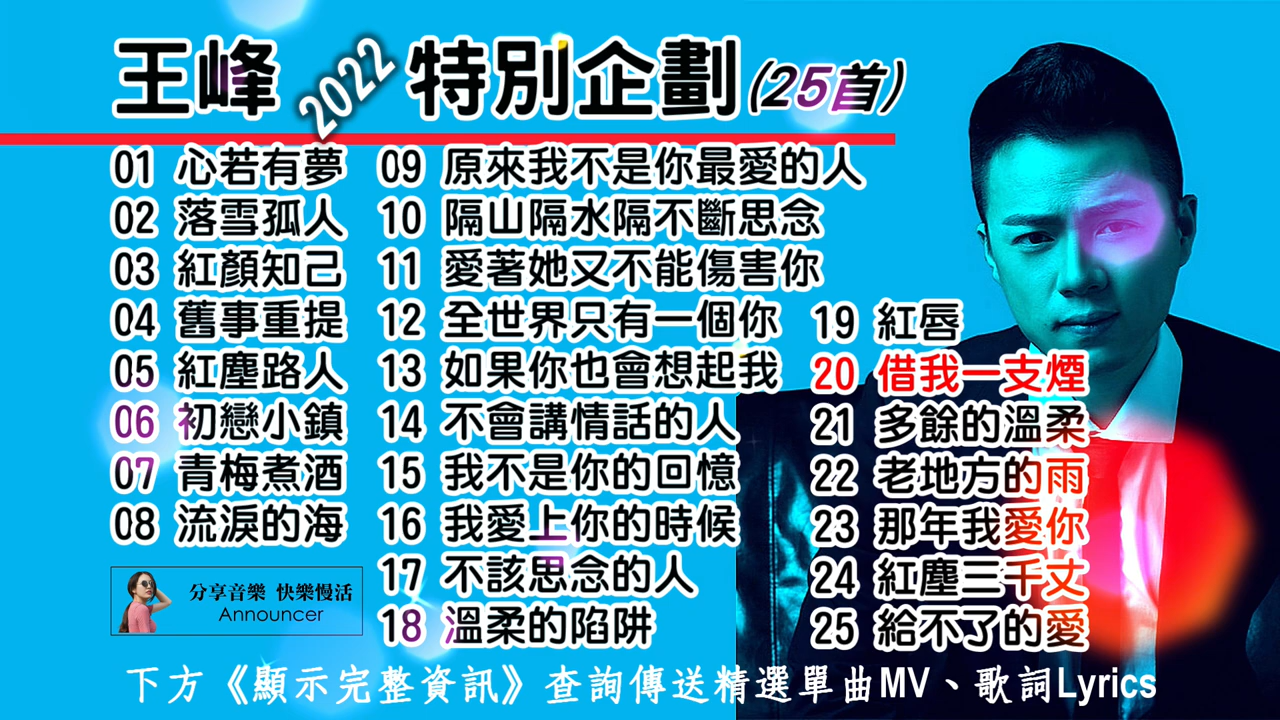 王峰 2022 特別企劃 (25首)
01 心若有夢
02 落雪孤人
03 紅顏知己
04 舊事重提
05 紅塵路人
06 初戀小鎮
07 青梅煮酒
08 流淚的海
09 原來我不是你最愛的人
10 隔山隔水隔不斷思念
11 愛著她又不能傷害你
12 全世界只有一個你
13 如果你也會想起我
14 不會講情話的人
15 我不是你的回憶
16 我愛上你的時候
17 不該思念的人
18 溫柔的陷阱
19 紅唇
20 借我一支煙
21 多餘的溫柔
22 老地方的雨
23 那年我愛你
24 紅塵三千丈
25 給不了的愛
分享音樂 快樂慢活
Announcer
下方《顯示完整資訊》查詢傳送精選單曲MV、歌詞Lyrics